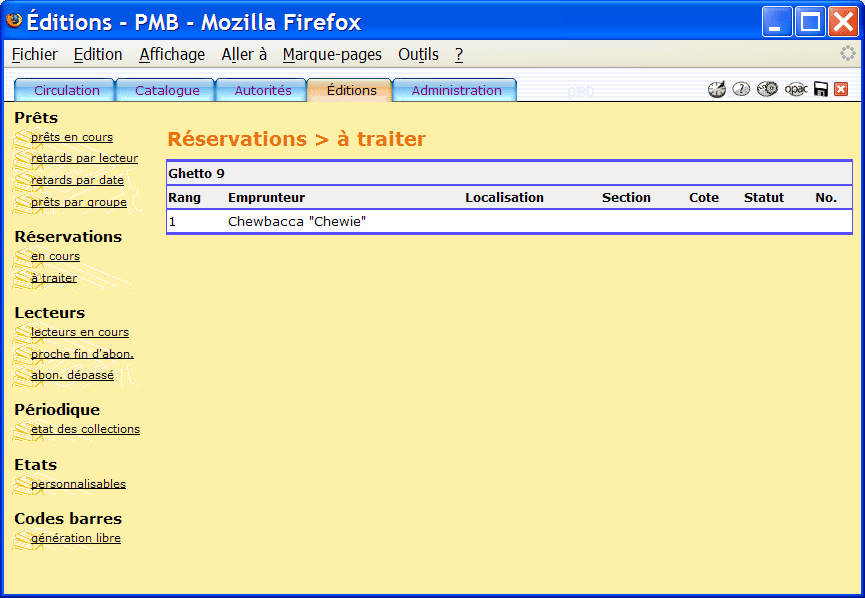 Éditions - PMB - Mozilla Firefox
Fichier Edition Affichage Aller à Marque-pages Outils ?
Circulation Catalogue Autorités Éditions Administration pmb opac
Prêts
prêts en cours
retards par lecteur
retards par date
prêts par groupe
Réservations
en cours
à traiter
Lecteurs
lecteurs en cours
proche fin d'abon.
abon. dépassé
Périodique
etat des collections
Etats
personnalisables
Codes barres
génération libre
Réservations > à traiter
Ghetto 9
Rang Emprunteur Localisation Section Cote Statut No.
1 Chewbacca "Chewie"